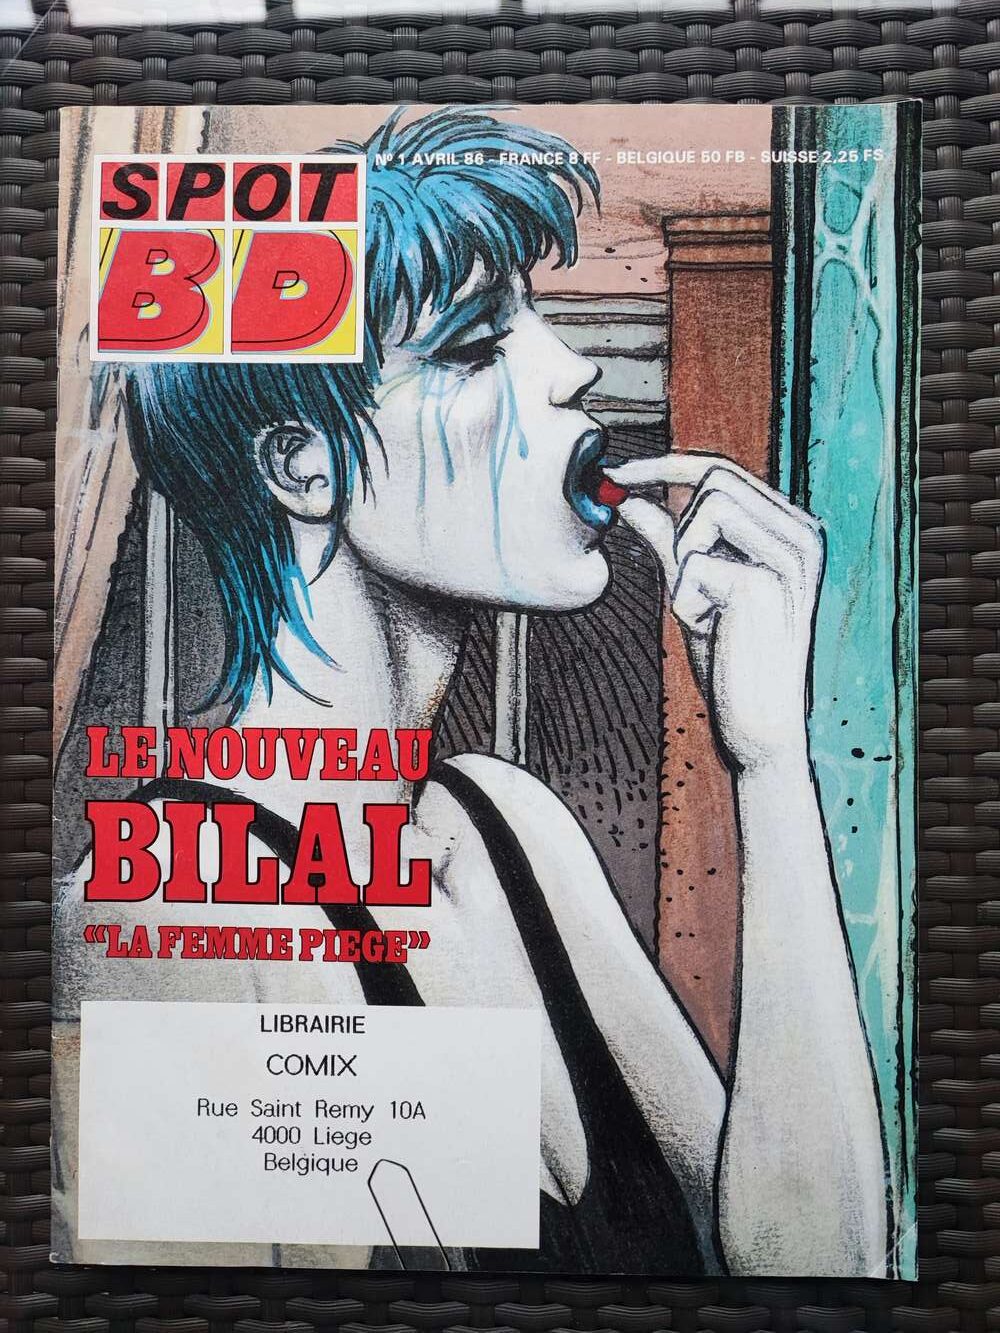 Nº 1 AVRIL 86 - FRANCE 8 FF - BELGIQUE 50 FB - SUISSE 2,25 FS
SPOT
BD
LE NOUVEAU
BILAL
«LA FEMME PIEGE»
LIBRAIRIE
COMIX
Rue Saint Remy 10A
4000 Liege
Belgique